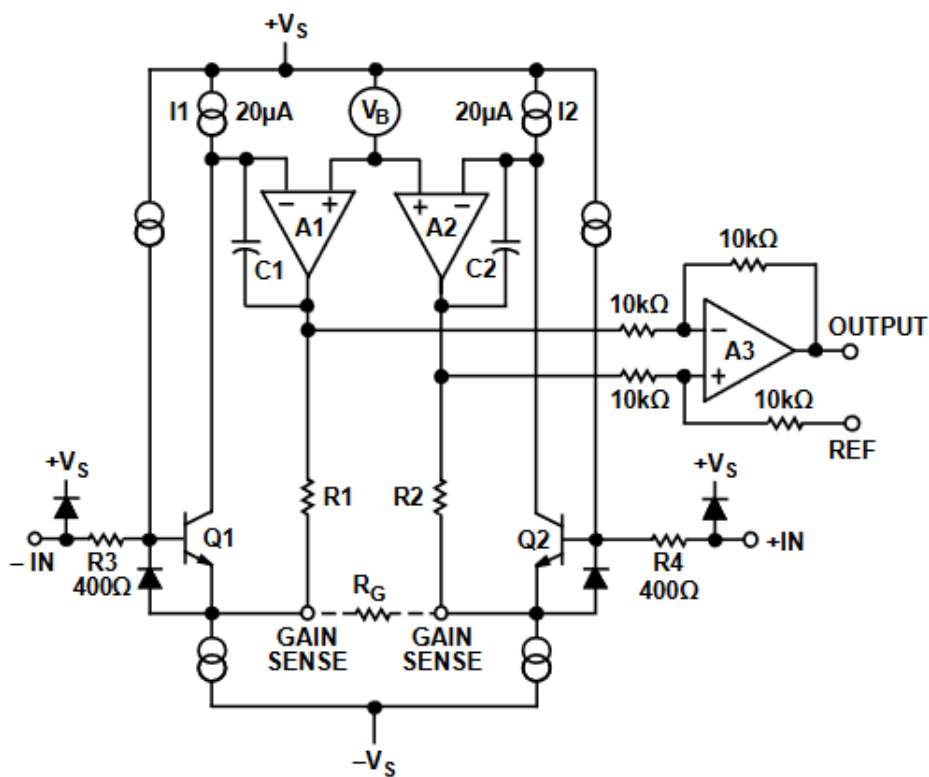 +VS
I1 20µA
VB
20µA I2
− +
A1
+ −
A2
C1
C2
10kΩ
10kΩ
−
A3
+
OUTPUT
10kΩ
10kΩ
REF
+VS
R1
R2
+VS
− IN
R3
400Ω
Q1
Q2
R4
400Ω
+IN
RG
GAIN
SENSE
GAIN
SENSE
−VS